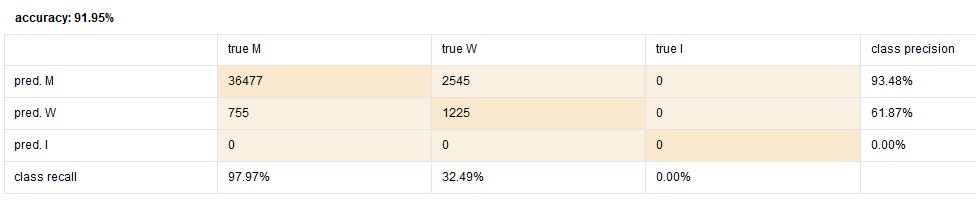 accuracy: 91.95%
true M true W true I class precision
pred. M 36477 2545 0 93.48%
pred. W 755 1225 0 61.87%
pred. I 0 0 0 0.00%
class recall 97.97% 32.49% 0.00%